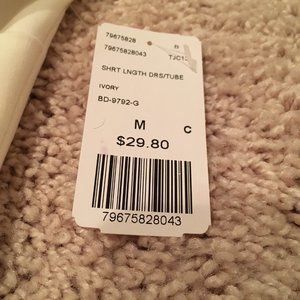 79675828 R
79675828043
SHRT LNGTH DRS/TUBE
IVORY
BD-9792-G
M C
$29.80
79675828043